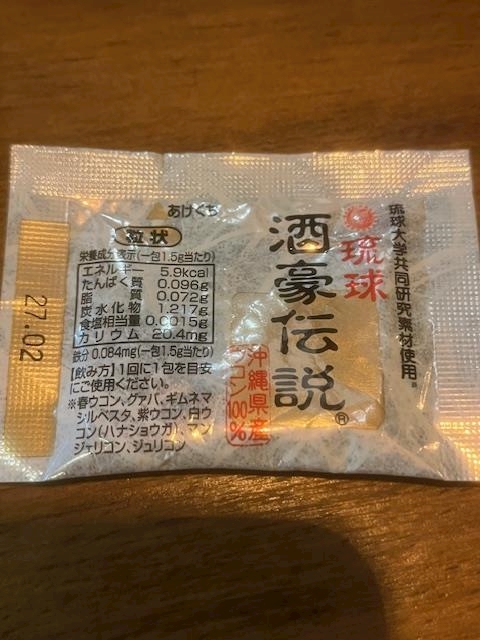 琉球大学共同研究素材使用※
琉球
酒豪伝説®
沖縄県産
ウコン100%
あけくち
粒状
栄養成分表示(一包1.5g当たり)
エネルギー 5.9kcal
たんぱく質 0.096g
脂質 0.072g
炭水化物 1.217g
食塩相当量 0.0015g
カリウム 20.4mg
鉄分 0.084mg(一包1.5g当たり)
【飲み方】1回に1包を目安
にご使用ください。
※春ウコン、グァバ、ギムネマ
シルベスタ、紫ウコン、白ウ
コン(ハナショウガ)、マン
ジェリコン、ジュリコン
27.02